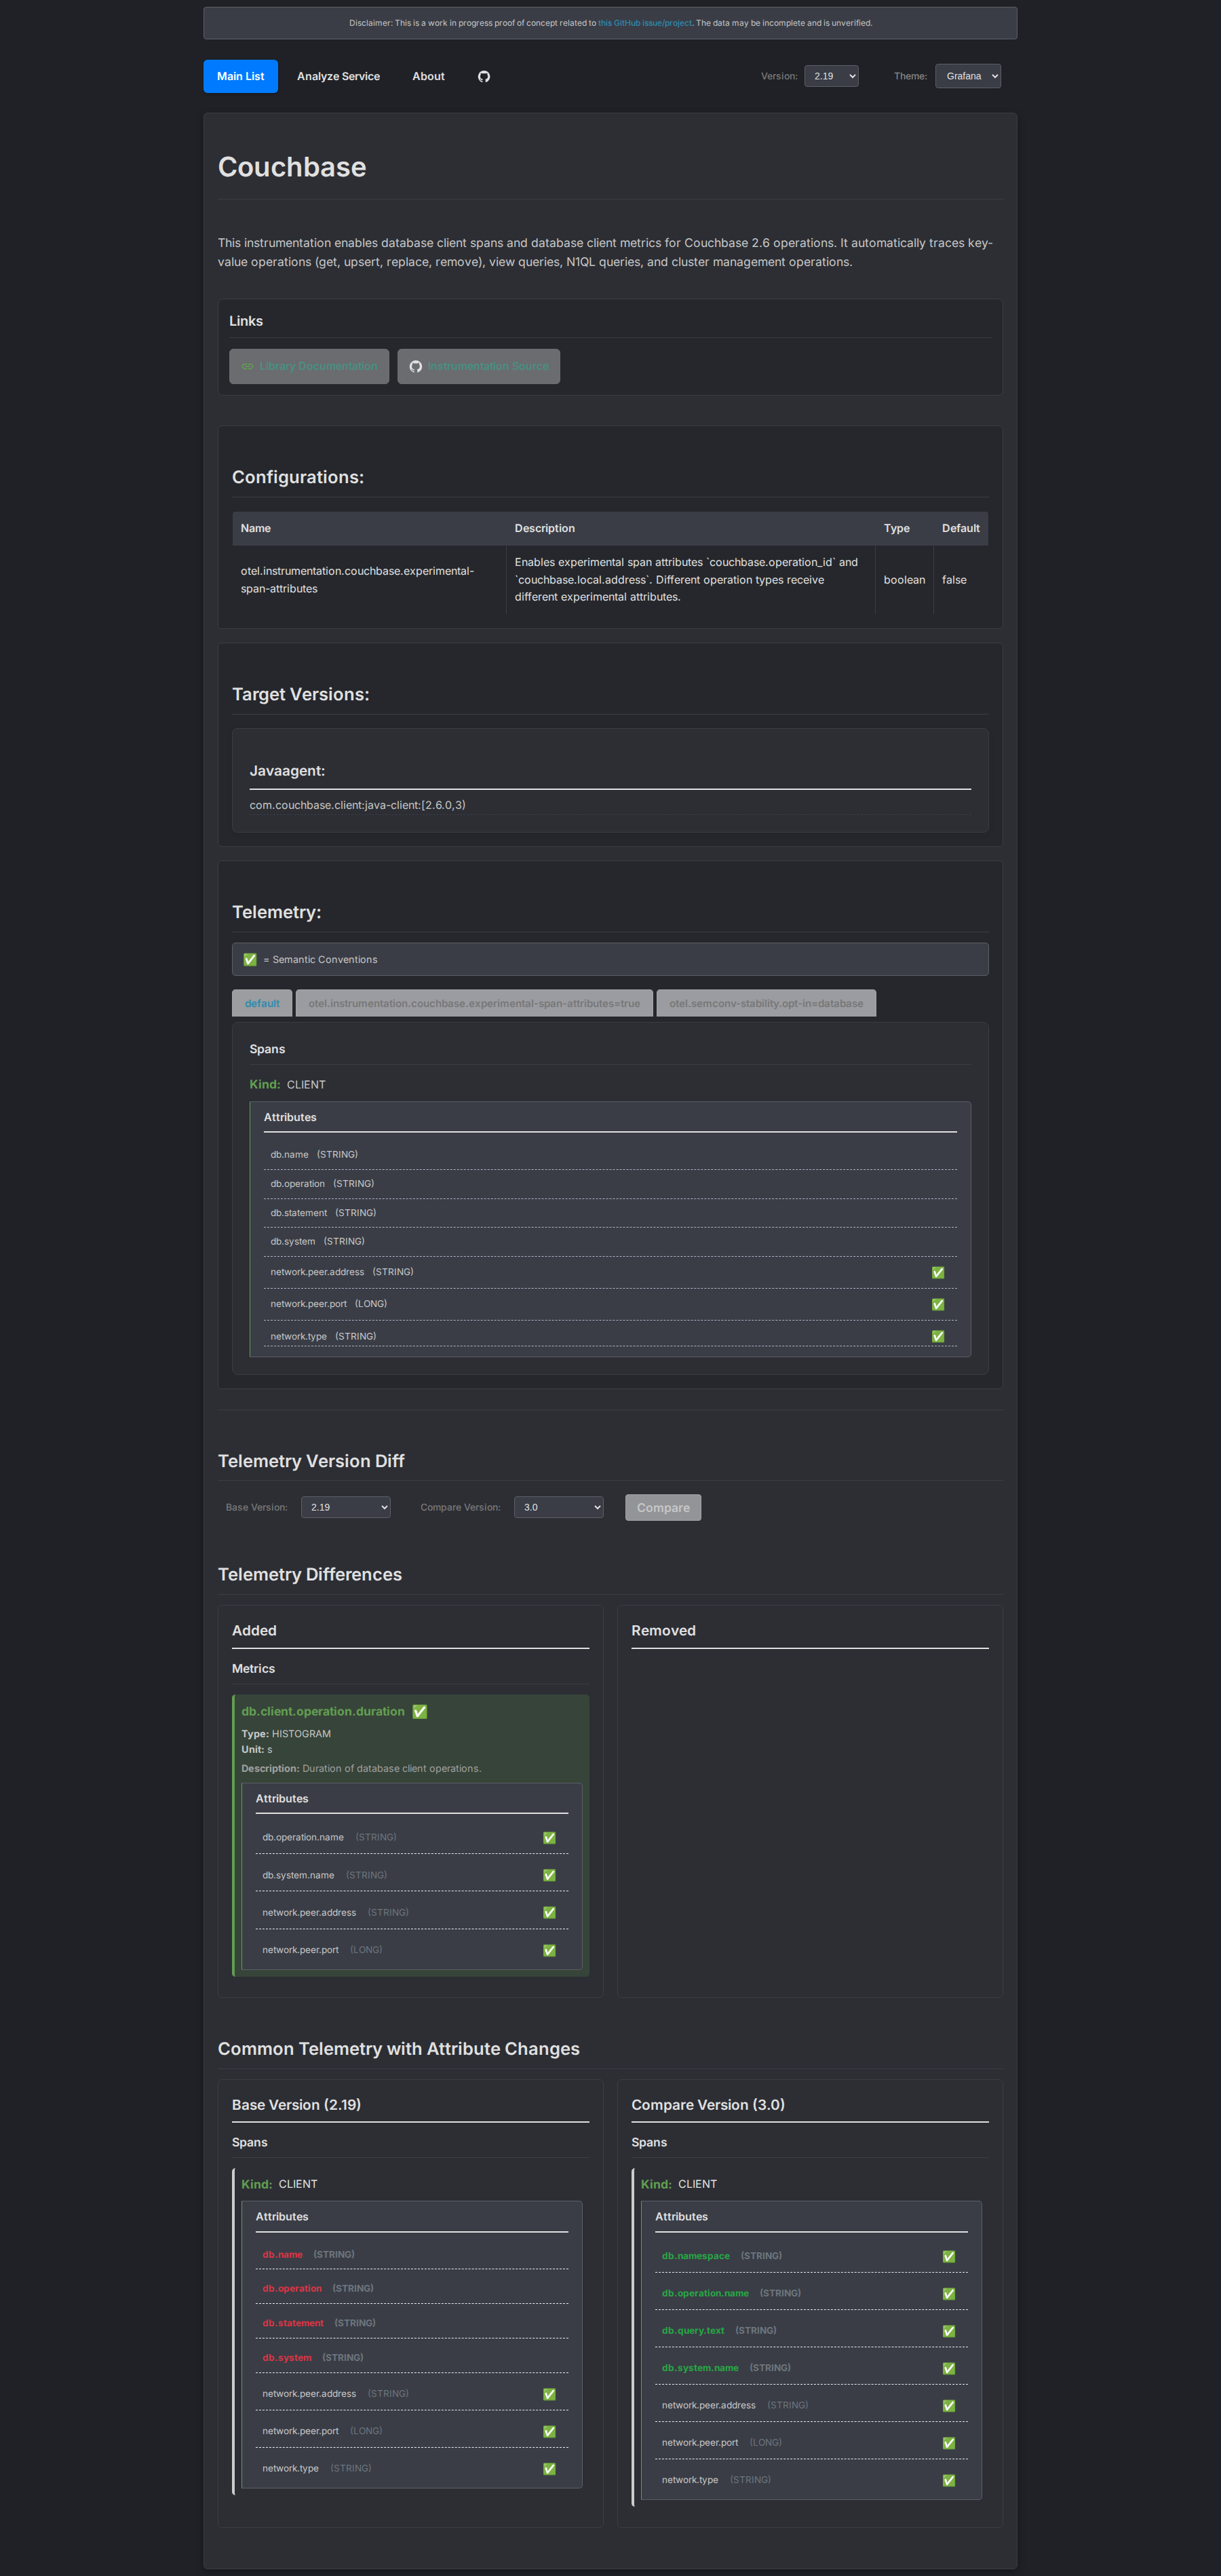 Disclaimer: This is a work in progress proof of concept related to this GitHub issue/project. The data may be incomplete and is unverified.
Main List
Analyze Service
About
Version:
2.19
Theme:
Grafana
Couchbase
This instrumentation enables database client spans and database client metrics for Couchbase 2.6 operations. It automatically traces key-
value operations (get, upsert, replace, remove), view queries, N1QL queries, and cluster management operations.
Links
Library Documentation
Instrumentation Source
Configurations:
Name Description Type Default
otel.instrumentation.couchbase.experimental-
span-attributes
Enables experimental span attributes `couchbase.operation_id` and
`couchbase.local.address`. Different operation types receive
different experimental attributes.
boolean
false
Target Versions:
Javaagent:
com.couchbase.client:java-client:[2.6.0,3)
Telemetry:
✅ = Semantic Conventions
default
otel.instrumentation.couchbase.experimental-span-attributes=true
otel.semconv-stability.opt-in=database
Spans
Kind: CLIENT
Attributes
db.name (STRING)
db.operation (STRING)
db.statement (STRING)
db.system (STRING)
network.peer.address (STRING) ✅
network.peer.port (LONG) ✅
network.type (STRING) ✅
Telemetry Version Diff
Base Version:
2.19
Compare Version:
3.0
Compare
Telemetry Differences
Added
Metrics
db.client.operation.duration ✅
Type: HISTOGRAM
Unit: s
Description: Duration of database client operations.
Attributes
db.operation.name (STRING) ✅
db.system.name (STRING) ✅
network.peer.address (STRING) ✅
network.peer.port (LONG) ✅
Removed
Common Telemetry with Attribute Changes
Base Version (2.19)
Spans
Kind: CLIENT
Attributes
db.name (STRING)
db.operation (STRING)
db.statement (STRING)
db.system (STRING)
network.peer.address (STRING) ✅
network.peer.port (LONG) ✅
network.type (STRING) ✅
Compare Version (3.0)
Spans
Kind: CLIENT
Attributes
db.namespace (STRING) ✅
db.operation.name (STRING) ✅
db.query.text (STRING) ✅
db.system.name (STRING) ✅
network.peer.address (STRING) ✅
network.peer.port (LONG) ✅
network.type (STRING) ✅